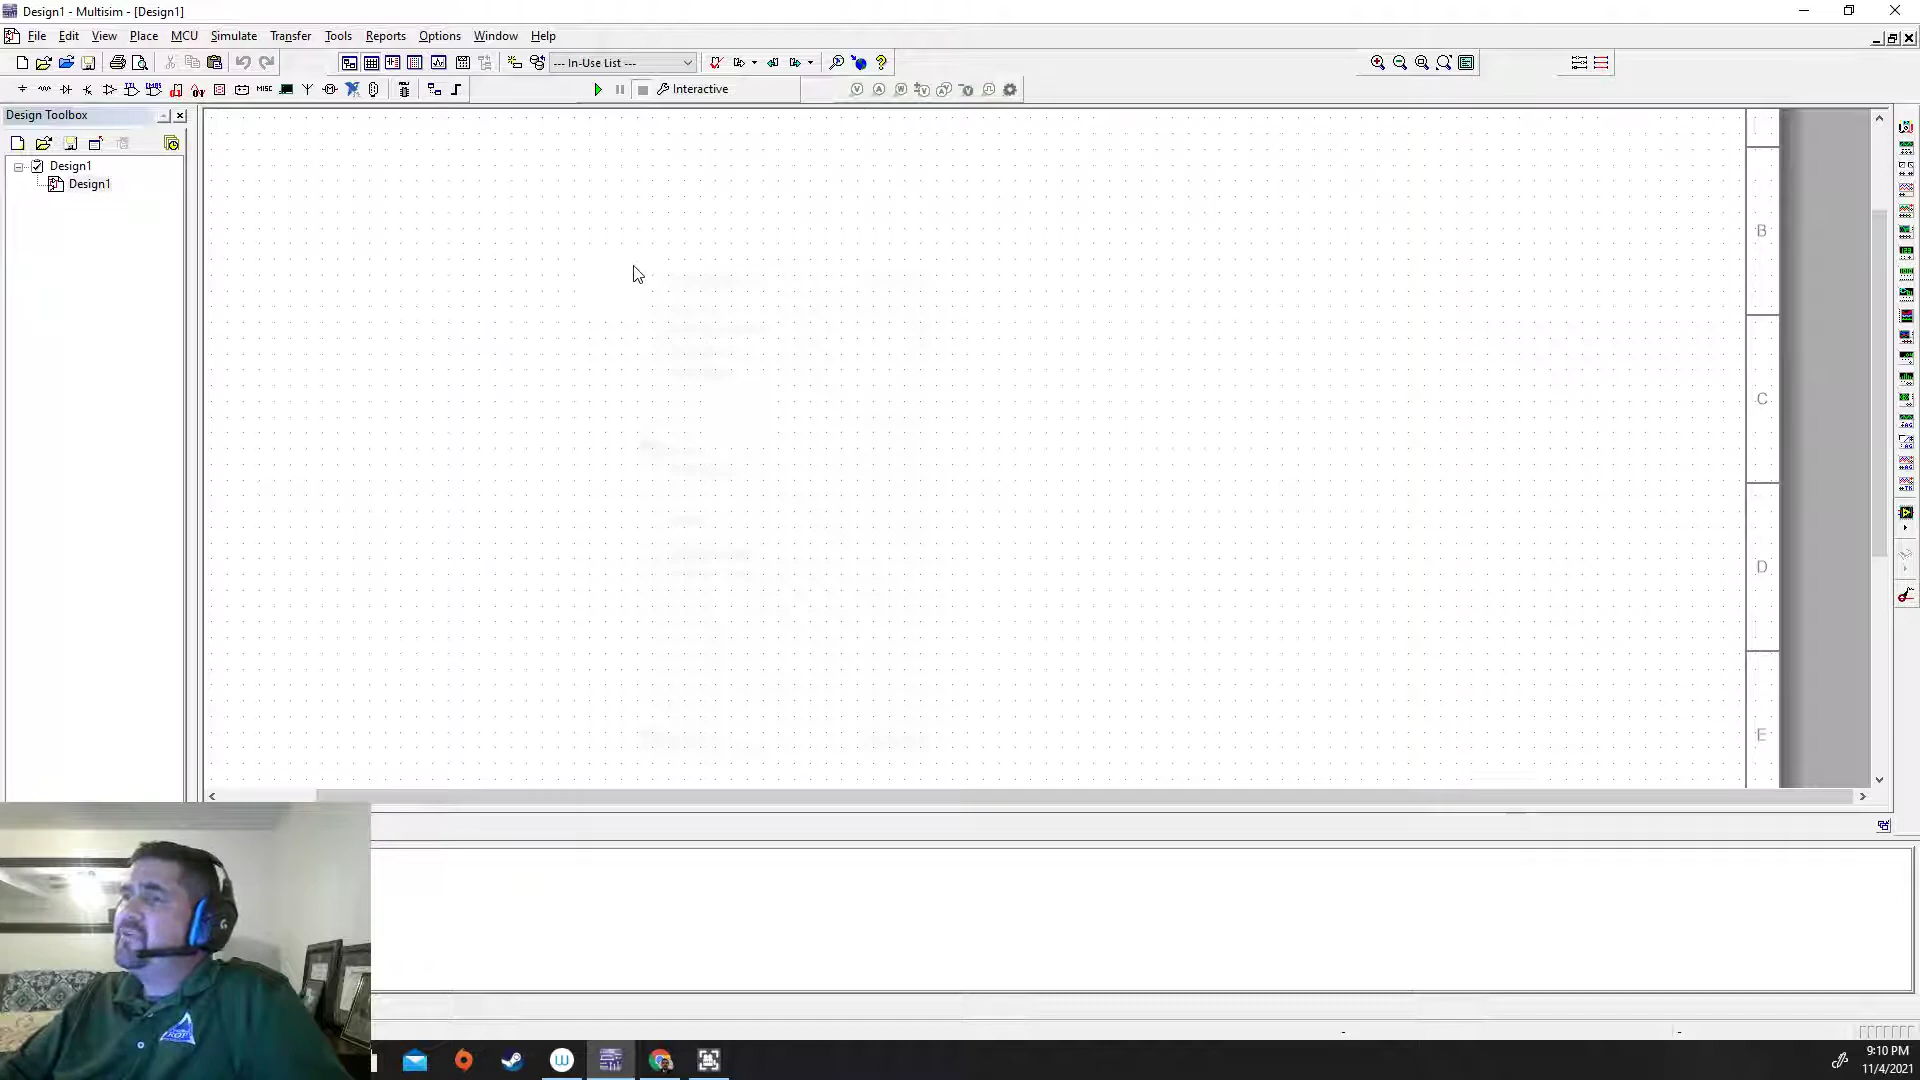 Design1 - Multisim - [Design1]
File Edit View Place MCU Simulate Transfer Tools Reports Options Window Help
--- In-Use List ---
MISC
Interactive
Design Toolbox
Design1
Design1
B
C
D
E
9:10 PM
11/4/2021